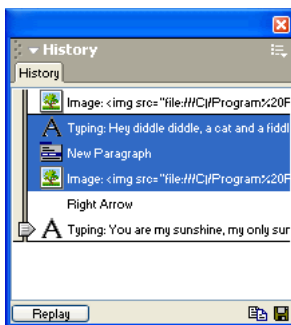 History
History
Image: <img src="file:///C|/Program%20F
Typing: Hey diddle diddle, a cat and a fiddl
New Paragraph
Image: <img src="file:///C|/Program%20F
Right Arrow
Typing: You are my sunshine, my only sun
Replay